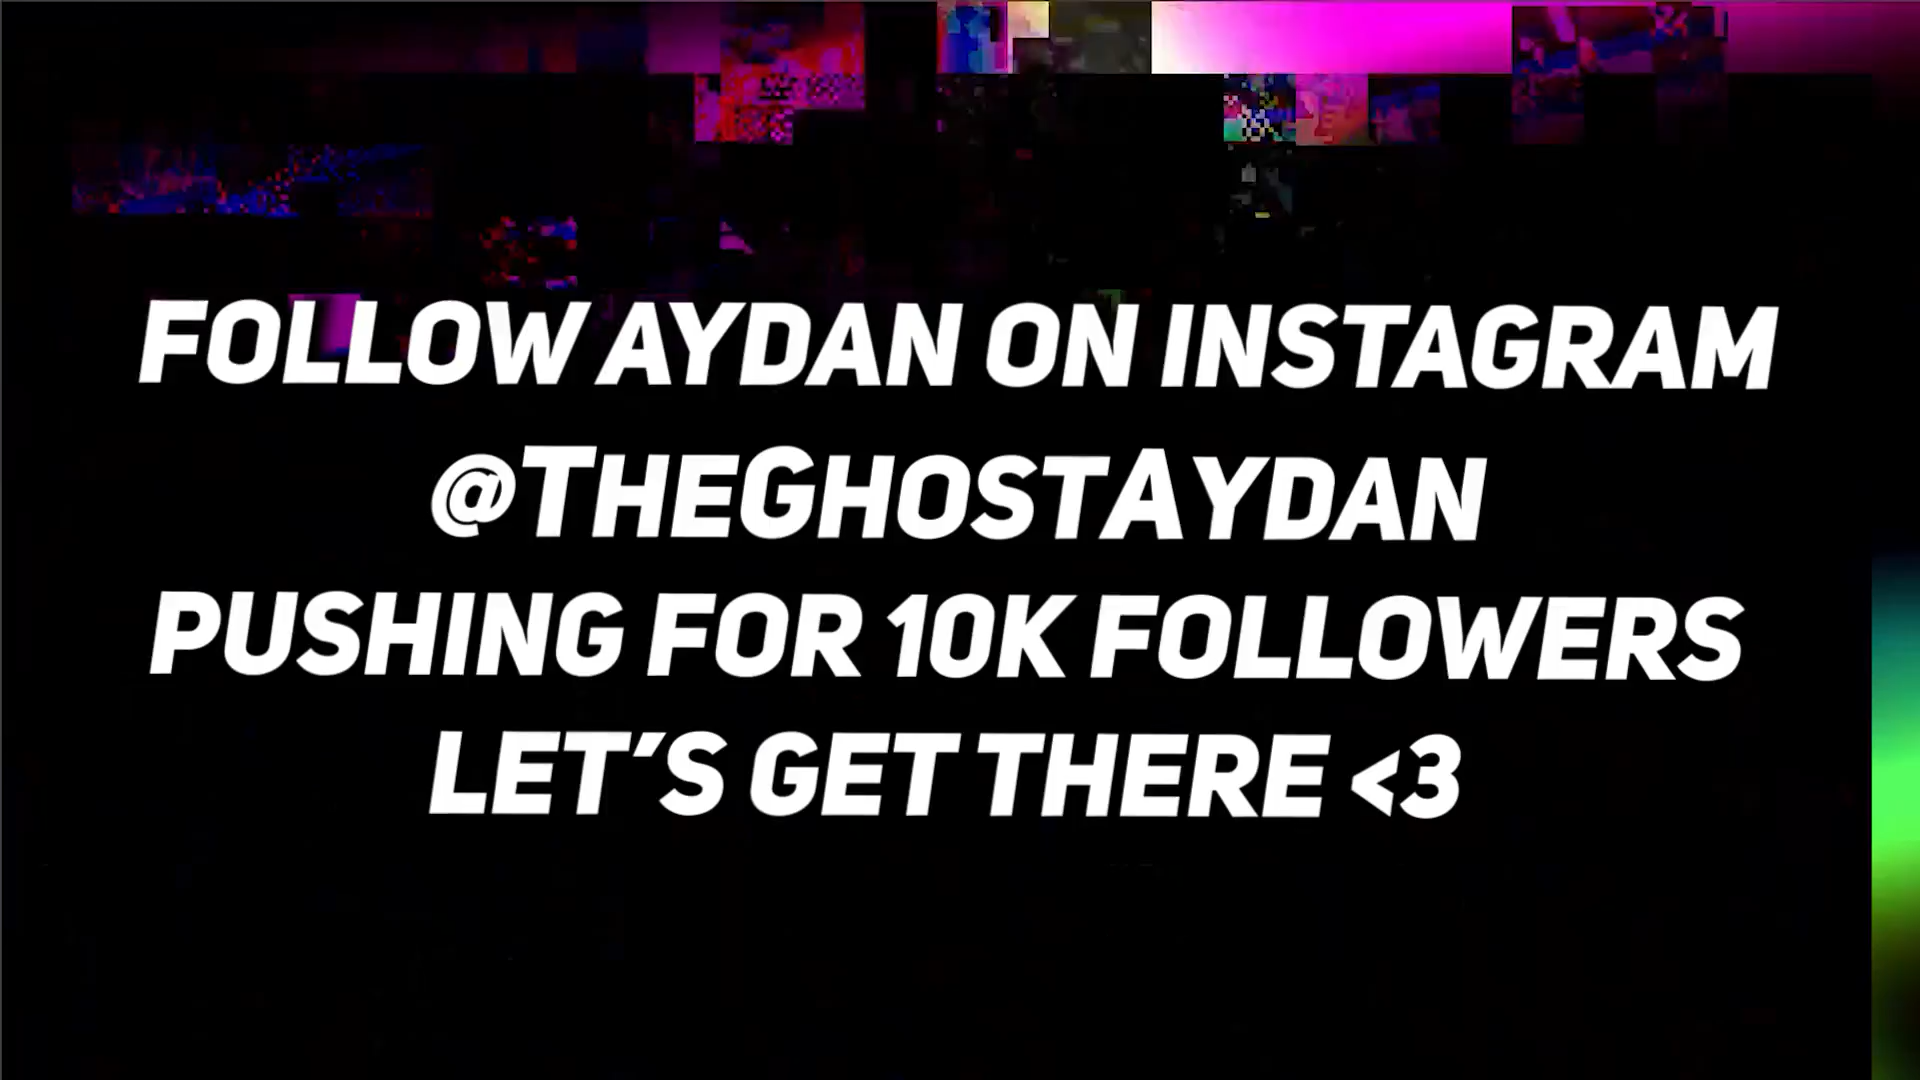 FOLLOW AYDAN ON INSTAGRAM
@THEGHOSTAYDAN
PUSHING FOR 10K FOLLOWERS
LET'S GET THERE <3